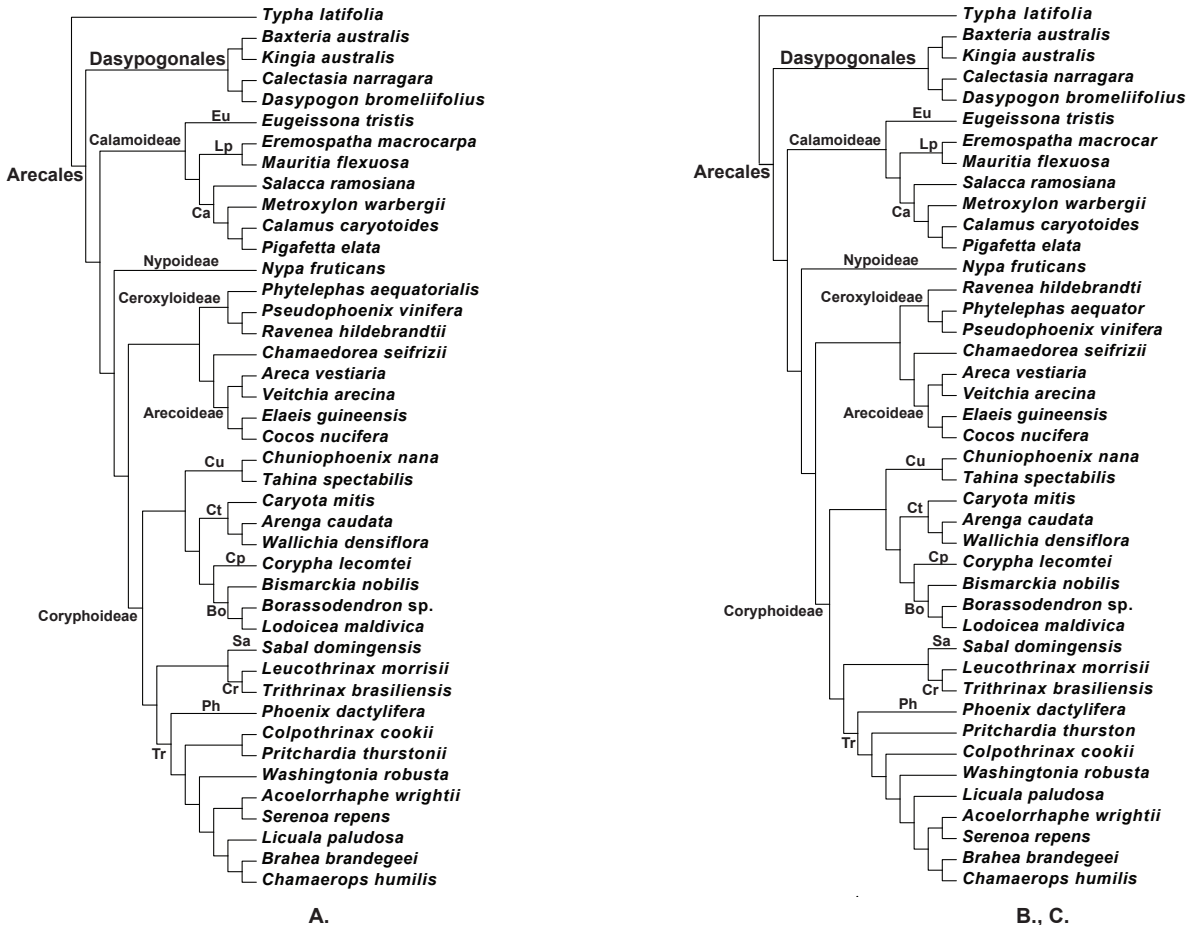 Typha latifolia
Baxteria australis
Dasypogonales
Kingia australis
Calectasia narragara
Dasypogon bromeliifolius
Eu
Eugeissona tristis
Calamoideae
Lp
Eremospatha macrocarpa
Mauritia flexuosa
Arecales
Salacca ramosiana
Ca
Metroxylon warbergii
Calamus caryotoides
Pigafetta elata
Nypoideae
Nypa fruticans
Ceroxyloideae
Phytelephas aequatorialis
Pseudophoenix vinifera
Ravenea hildebrandtii
Chamaedorea seifrizii
Areca vestiaria
Veitchia arecina
Arecoideae
Elaeis guineensis
Cocos nucifera
Cu
Chuniophoenix nana
Tahina spectabilis
Ct
Caryota mitis
Arenga caudata
Wallichia densiflora
Cp
Corypha lecomtei
Bismarckia nobilis
Bo
Borassodendron sp.
Coryphoideae
Lodoicea maldivica
Sa
Sabal domingensis
Leucothrinax morrisii
Cr
Trithrinax brasiliensis
Ph
Phoenix dactylifera
Colpothrinax cookii
Tr
Pritchardia thurstonii
Washingtonia robusta
Acoelorrhaphe wrightii
Serenoa repens
Licuala paludosa
Brahea brandegeei
Chamaerops humilis
A.
Typha latifolia
Baxteria australis
Dasypogonales
Kingia australis
Calectasia narragara
Dasypogon bromeliifolius
Eu
Eugeissona tristis
Calamoideae
Lp
Eremospatha macrocar
Mauritia flexuosa
Arecales
Salacca ramosiana
Ca
Metroxylon warbergii
Calamus caryotoides
Pigafetta elata
Nypoideae
Nypa fruticans
Ceroxyloideae
Ravenea hildebrandti
Phytelephas aequator
Pseudophoenix vinifera
Chamaedorea seifrizii
Areca vestiaria
Veitchia arecina
Arecoideae
Elaeis guineensis
Cocos nucifera
Cu
Chuniophoenix nana
Tahina spectabilis
Ct
Caryota mitis
Arenga caudata
Wallichia densiflora
Cp
Corypha lecomtei
Bismarckia nobilis
Bo
Borassodendron sp.
Coryphoideae
Lodoicea maldivica
Sa
Sabal domingensis
Leucothrinax morrisii
Cr
Trithrinax brasiliensis
Ph
Phoenix dactylifera
Pritchardia thurston
Tr
Colpothrinax cookii
Washingtonia robusta
Licuala paludosa
Acoelorrhaphe wrightii
Serenoa repens
Brahea brandegeei
Chamaerops humilis
B., C.